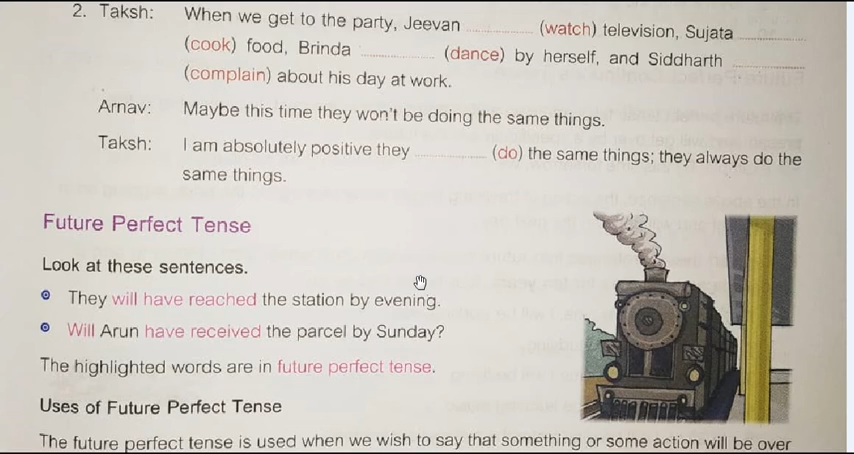 2. Taksh: When we get to the party, Jeevan .................. (watch) television, Sujata ..................
(cook) food, Brinda .................. (dance) by herself, and Siddharth ..................
(complain) about his day at work.
Arnav: Maybe this time they won't be doing the same things.
Taksh: I am absolutely positive they .................. (do) the same things; they always do the
same things.
Future Perfect Tense
Look at these sentences.
They will have reached the station by evening.
Will Arun have received the parcel by Sunday?
The highlighted words are in future perfect tense.
Uses of Future Perfect Tense
The future perfect tense is used when we wish to say that something or some action will be over